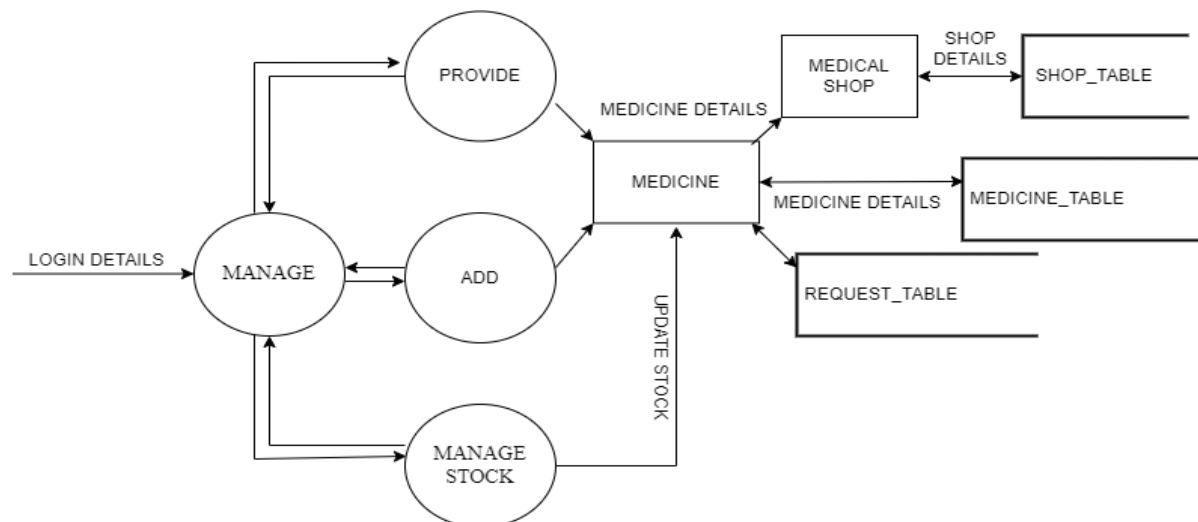 PROVIDE
MEDICAL
SHOP
SHOP
DETAILS
SHOP_TABLE
MEDICINE DETAILS
MEDICINE
MEDICINE DETAILS
MEDICINE_TABLE
LOGIN DETAILS
MANAGE
ADD
REQUEST_TABLE
UPDATE STOCK
MANAGE
STOCK